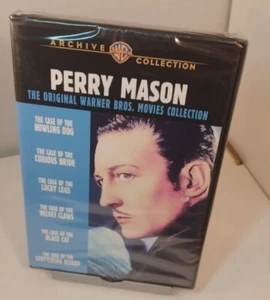 ARCHIVE WB COLLECTION
PERRY MASON
THE ORIGINAL WARNER BROS. MOVIES COLLECTION
THE CASE OF THE
HOWLING DOG
THE CASE OF THE
CURIOUS BRIDE
THE CASE OF THE
LUCKY LEGS
THE CASE OF THE
VELVET CLAWS
THE CASE OF THE
BLACK CAT
THE CASE OF THE
STUTTERING BISHOP